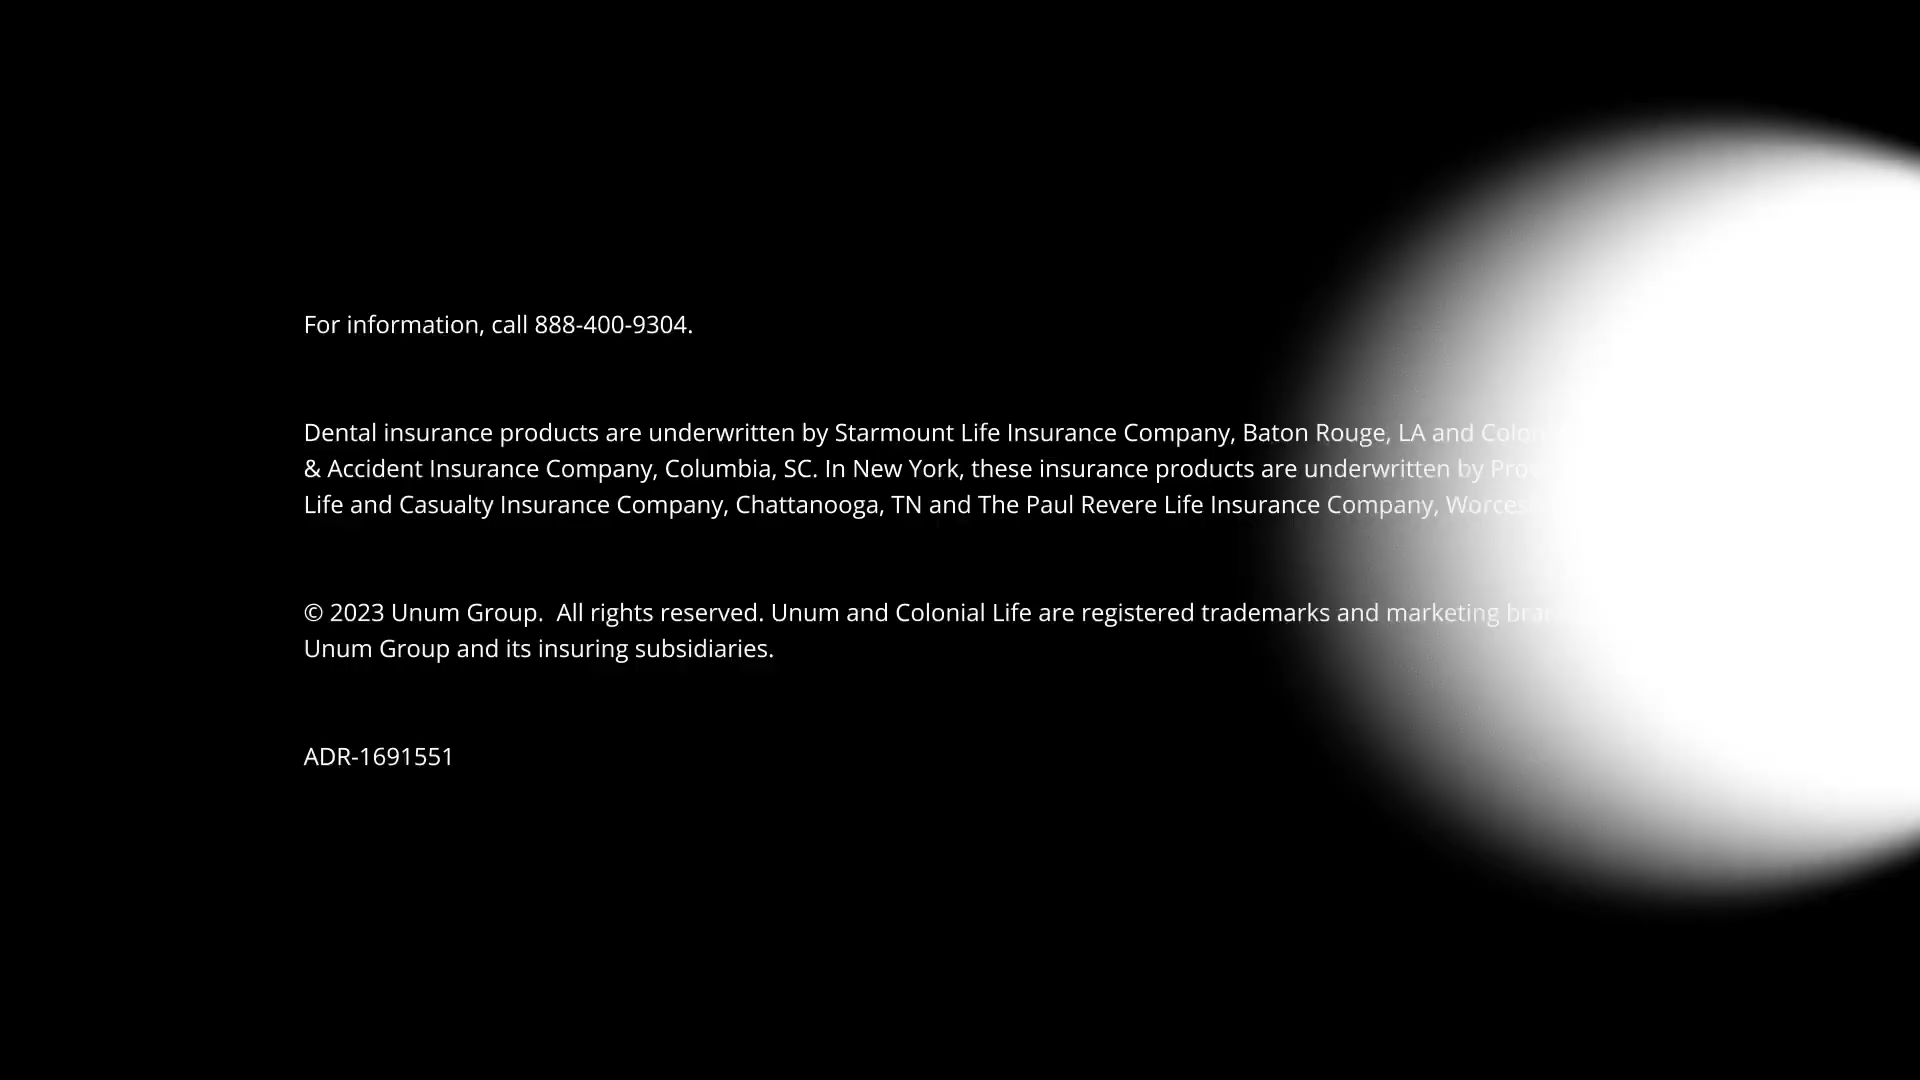 For information, call 888-400-9304.
Dental insurance products are underwritten by Starmount Life Insurance Company, Baton Rouge, LA and
& Accident Insurance Company, Columbia, SC. In New York, these insurance products are underwritten by
Life and Casualty Insurance Company, Chattanooga, TN and The Paul Revere Life Insurance Company,
© 2023 Unum Group.  All rights reserved. Unum and Colonial Life are registered trademarks and marketing
Unum Group and its insuring subsidiaries.
ADR-1691551